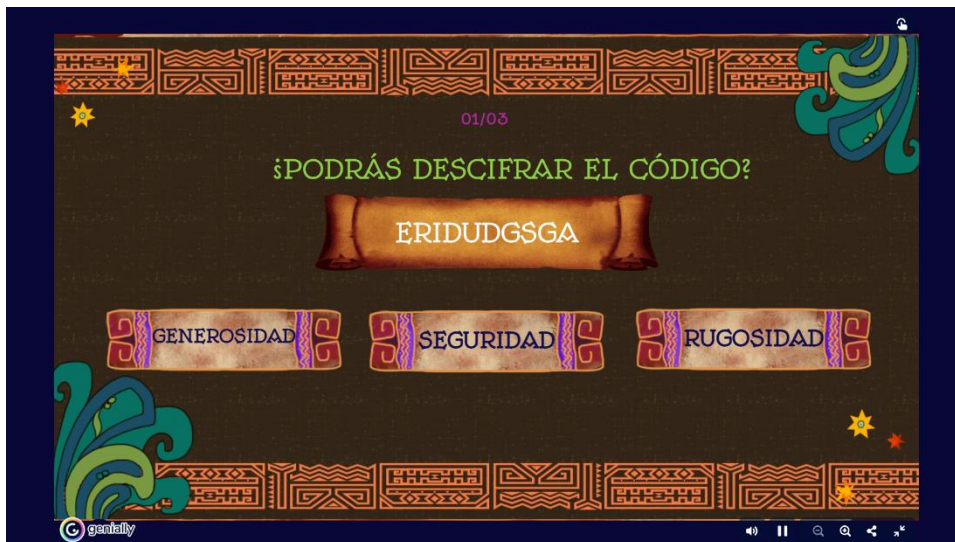 01/03
¿PODRÁS DESCIFRAR EL CÓDIGO?
ERIDUDGSGA
GENEROSIDAD
SEGURIDAD
RUGOSIDAD
genially